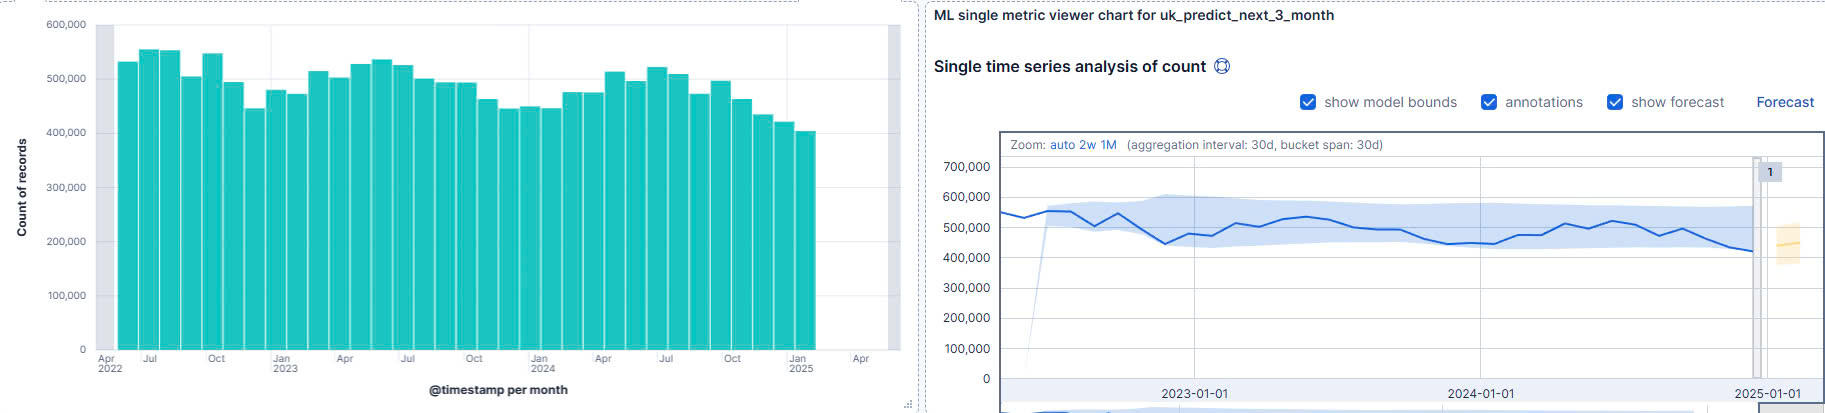 600,000
500,000
400,000
300,000
200,000
100,000
0
Count of records
Apr Jul Oct Jan Apr Jul Oct Jan Apr Jul Oct Jan Apr
2022 2023 2024 2025
@timestamp per month
ML single metric viewer chart for uk_predict_next_3_month
Single time series analysis of count
show model bounds annotations show forecast Forecast
Zoom: auto 2w 1M (aggregation interval: 30d, bucket span: 30d)
700,000
1
600,000
500,000
400,000
300,000
200,000
100,000
0
2023-01-01 2024-01-01 2025-01-01